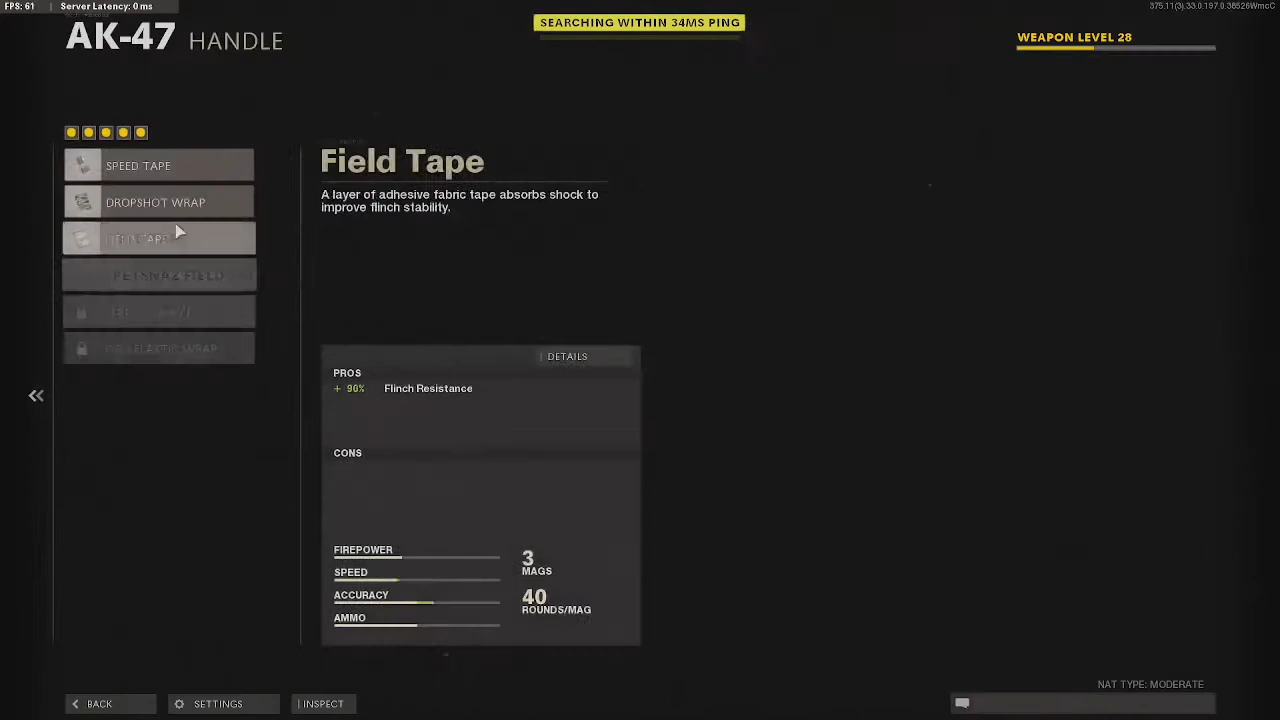 FPS: 61 | Server Latency: 0 ms
SEARCHING WITHIN 34MS PING
AK-47 HANDLE
WEAPON LEVEL 28
SPEED TAPE
DROPSHOT WRAP
Field Tape
A layer of adhesive fabric tape absorbs shock to
improve flinch stability.
DETAILS
PROS
+ 90% Flinch Resistance
CONS
FIREPOWER
SPEED
ACCURACY
AMMO
3
MAGS
40
ROUNDS/MAG
NAT TYPE: MODERATE
BACK
SETTINGS
INSPECT